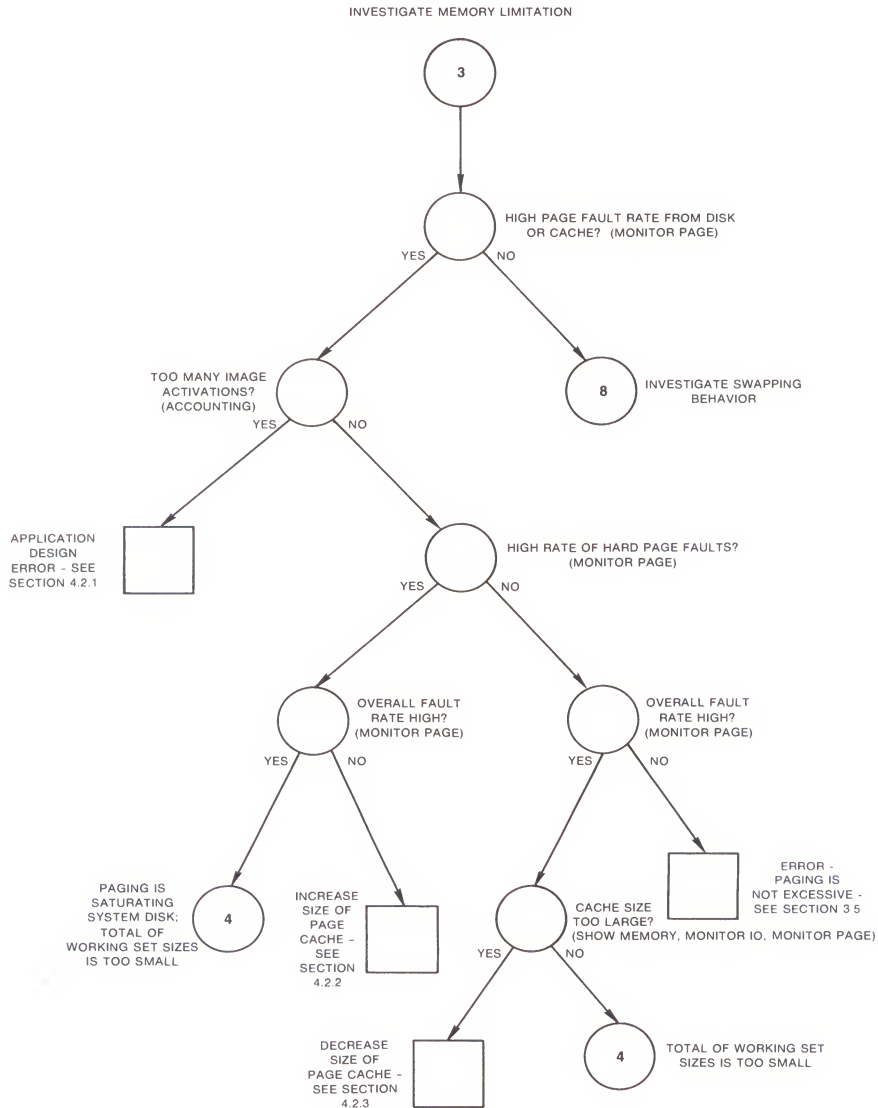 INVESTIGATE MEMORY LIMITATION
3
HIGH PAGE FAULT RATE FROM DISK
OR CACHE? (MONITOR PAGE)
YES
NO
TOO MANY IMAGE
ACTIVATIONS?
(ACCOUNTING)
8
INVESTIGATE SWAPPING
BEHAVIOR
YES
NO
APPLICATION
DESIGN
ERROR - SEE
SECTION 4.2.1
HIGH RATE OF HARD PAGE FAULTS?
(MONITOR PAGE)
YES
NO
OVERALL FAULT
RATE HIGH?
(MONITOR PAGE)
OVERALL FAULT
RATE HIGH?
(MONITOR PAGE)
YES
NO
YES
NO
PAGING IS
SATURATING
SYSTEM DISK;
TOTAL OF
WORKING SET SIZES
IS TOO SMALL
4
INCREASE
SIZE OF
PAGE
CACHE -
SEE
SECTION
4.2.2
CACHE SIZE
TOO LARGE?
(SHOW MEMORY, MONITOR IO, MONITOR PAGE)
ERROR -
PAGING IS
NOT EXCESSIVE -
SEE SECTION 3 5
YES
NO
DECREASE
SIZE OF
PAGE CACHE -
SEE SECTION
4.2.3
4
TOTAL OF WORKING SET
SIZES IS TOO SMALL